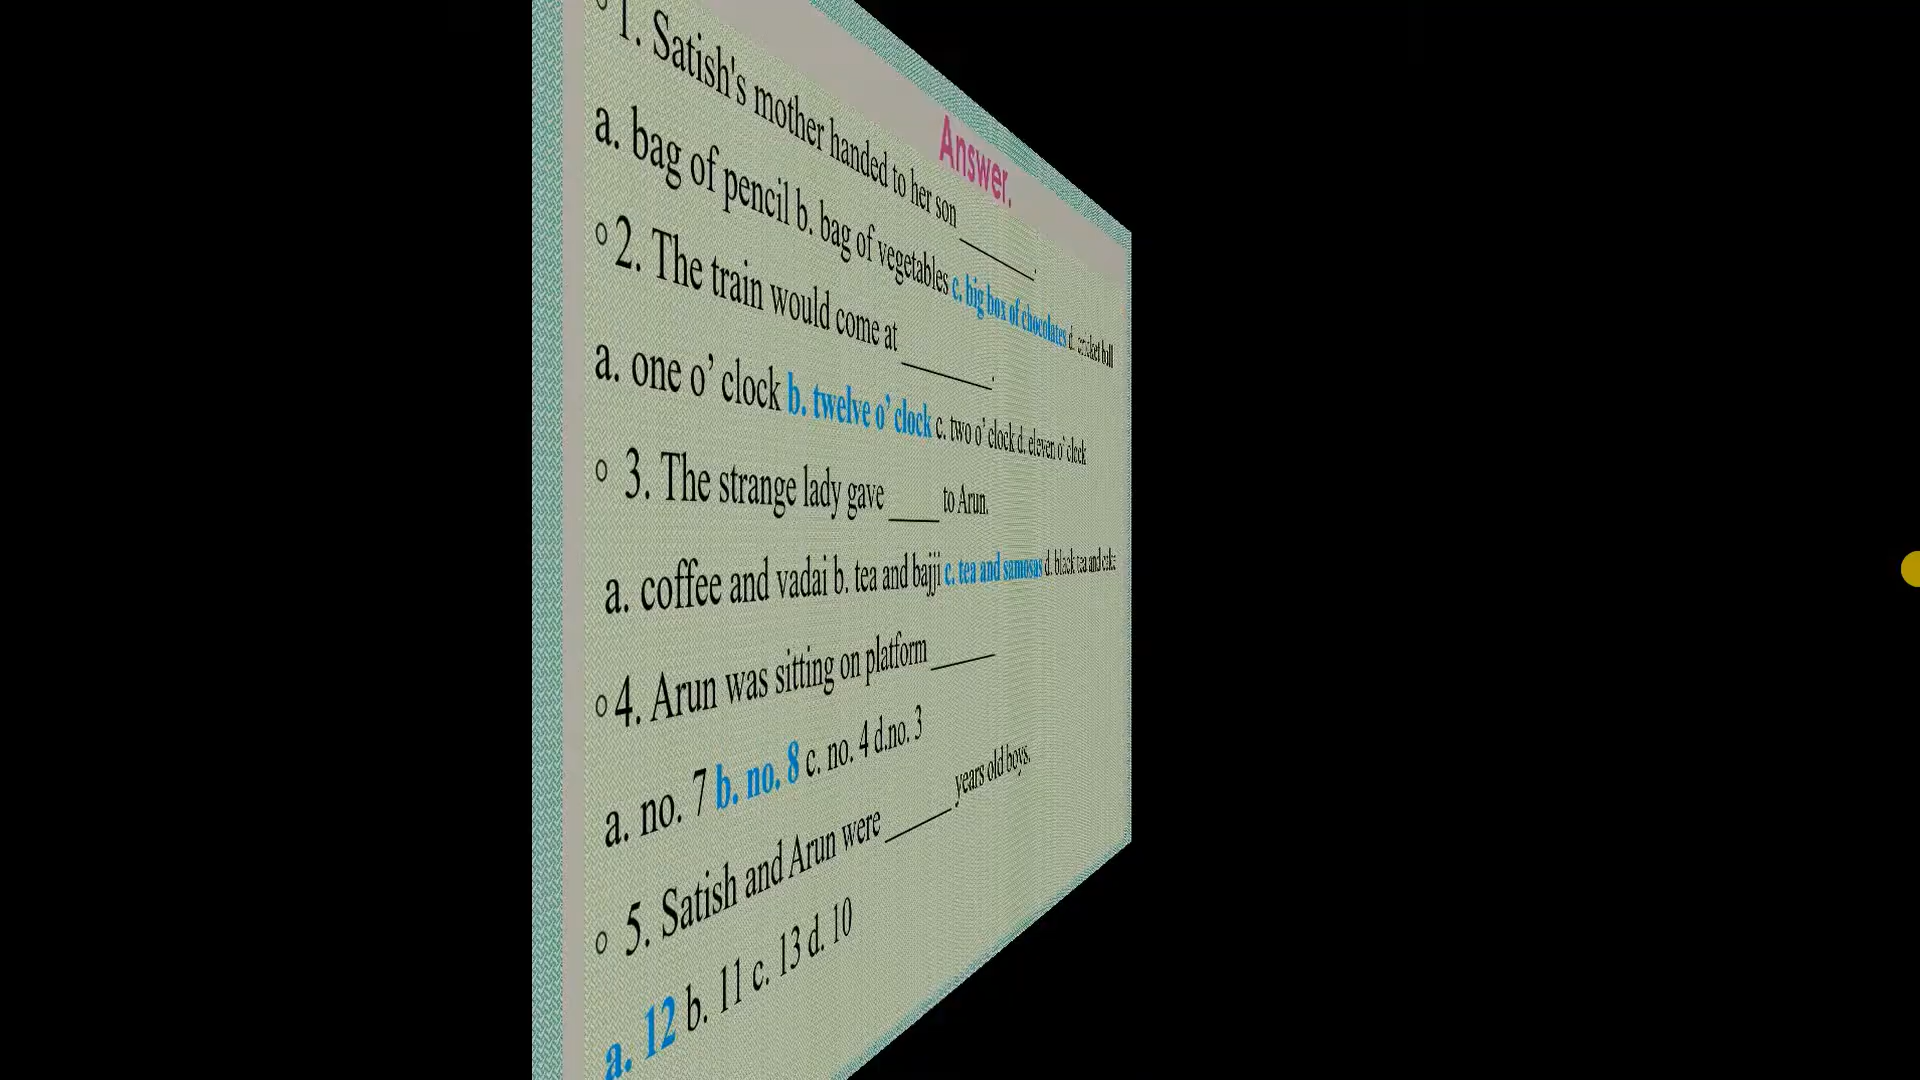 Answer.
1. Satish's mother handed to her son ________.
a. bag of pencil b. bag of vegetables c. big box of chocolates d. cricket ball
2. The train would come at ________.
a. one o’ clock b. twelve o’ clock c. two o’ clock d. eleven o’ clock
3. The strange lady gave ____ to Arun.
a. coffee and vadai b. tea and bajji c. tea and samosas d. black tea and cake
4. Arun was sitting on platform _____
a. no. 7 b. no. 8 c. no. 4 d.no. 3
5. Satish and Arun were _____ years old boys.
a. 12 b. 11 c. 13 d. 10